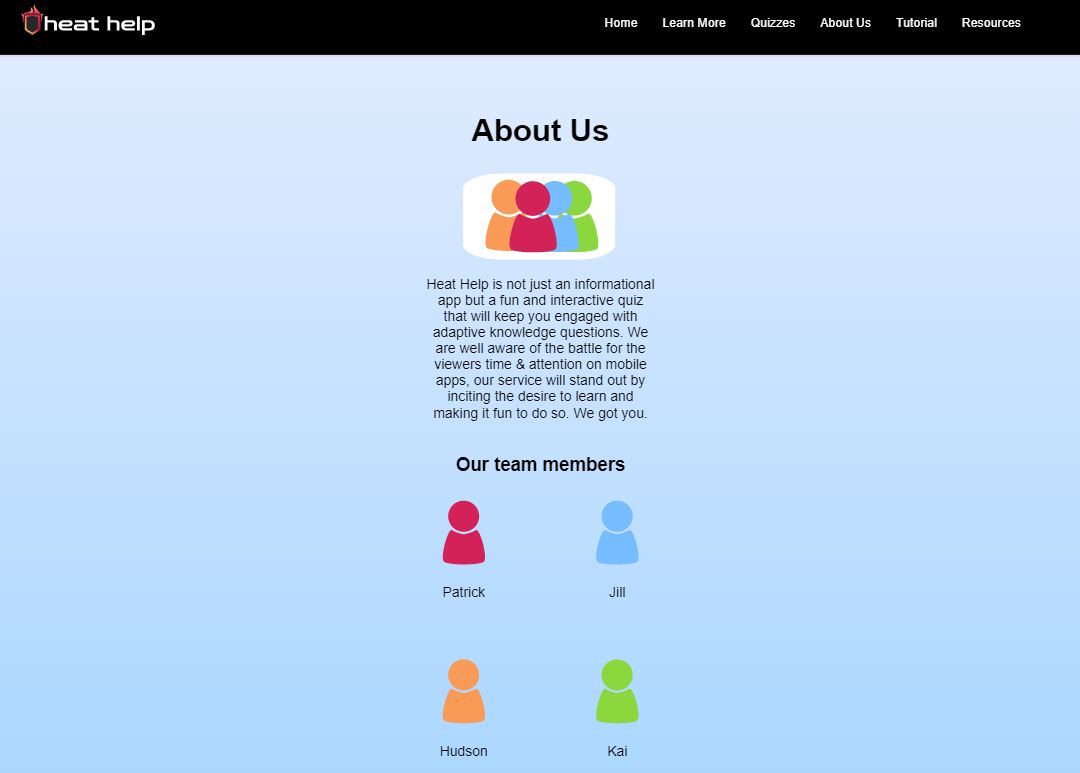 heat help
Home Learn More Quizzes About Us Tutorial Resources
About Us
Heat Help is not just an informational
app but a fun and interactive quiz
that will keep you engaged with
adaptive knowledge questions. We
are well aware of the battle for the
viewers time & attention on mobile
apps, our service will stand out by
inciting the desire to learn and
making it fun to do so. We got you.
Our team members
Patrick Jill
Hudson Kai